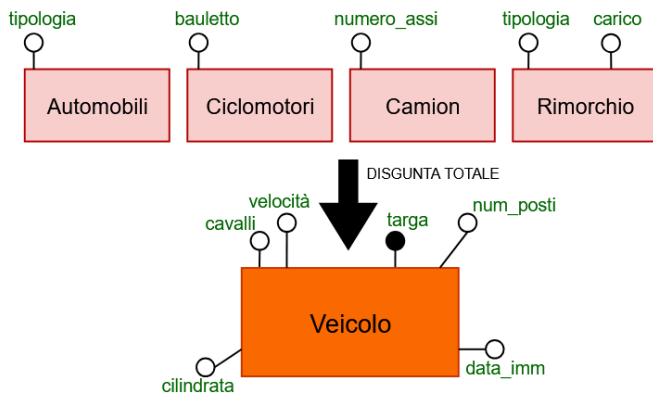 tipologia
bauletto
numero_assi
tipologia
carico
Automobili
Ciclomotori
Camion
Rimorchio
DISGUNTA TOTALE
velocità
cavalli
targa
num_posti
Veicolo
cilindrata
data_imm